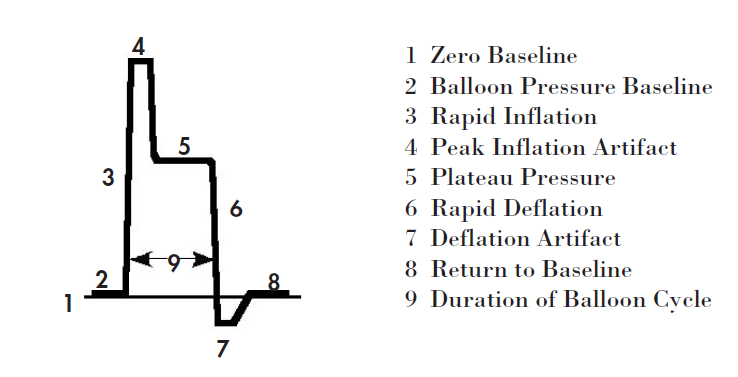 4
5
3
6
9
2
8
1
7
1 Zero Baseline
2 Balloon Pressure Baseline
3 Rapid Inflation
4 Peak Inflation Artifact
5 Plateau Pressure
6 Rapid Deflation
7 Deflation Artifact
8 Return to Baseline
9 Duration of Balloon Cycle